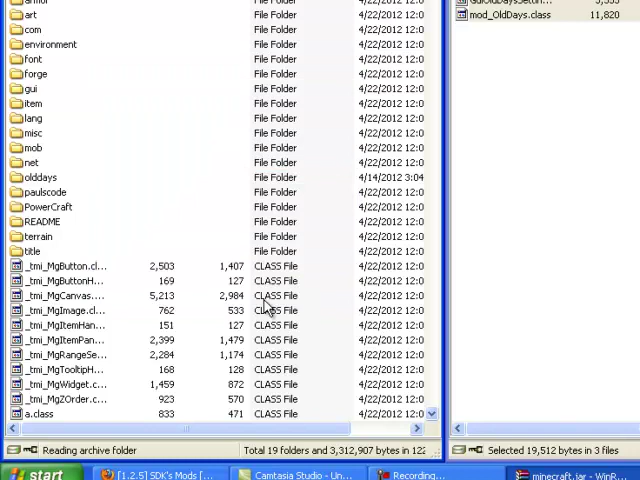 armor File Folder 4/22/2012 12:0
art File Folder 4/22/2012 12:0
com File Folder 4/22/2012 12:0
environment File Folder 4/22/2012 12:0
font File Folder 4/22/2012 12:0
forge File Folder 4/22/2012 12:0
gui File Folder 4/22/2012 12:0
item File Folder 4/22/2012 12:0
lang File Folder 4/22/2012 12:0
misc File Folder 4/22/2012 12:0
mob File Folder 4/22/2012 12:0
net File Folder 4/22/2012 12:0
olddays File Folder 4/14/2012 3:04
paulscode File Folder 4/22/2012 12:0
PowerCraft File Folder 4/22/2012 12:0
README File Folder 4/22/2012 12:0
terrain File Folder 4/22/2012 12:0
title File Folder 4/22/2012 12:0
_tmi_MgButton.cl... 2,503 1,407 CLASS File 4/22/2012 12:0
_tmi_MgButtonH... 169 127 CLASS File 4/22/2012 12:0
_tmi_MgCanvas.... 5,213 2,984 CLASS File 4/22/2012 12:0
_tmi_MgImage.cl... 762 533 CLASS File 4/22/2012 12:0
_tmi_MgItemHan... 151 127 CLASS File 4/22/2012 12:0
_tmi_MgItemPan... 2,399 1,479 CLASS File 4/22/2012 12:0
_tmi_MgRangeSe... 2,284 1,174 CLASS File 4/22/2012 12:0
_tmi_MgTooltipH... 168 128 CLASS File 4/22/2012 12:0
_tmi_MgWidget.c... 1,459 872 CLASS File 4/22/2012 12:0
_tmi_MgZOrder.c... 923 570 CLASS File 4/22/2012 12:0
a.class 833 471 CLASS File 4/22/2012 12:0
Reading archive folder Total 19 folders and 3,312,907 bytes in 122
mod_OldDays.class 11,820
Selected 19,512 bytes in 3 files
start [1.2.5] SDK's Mods [... Camtasia Studio - Un... Recording... minecraft.jar - WinR...